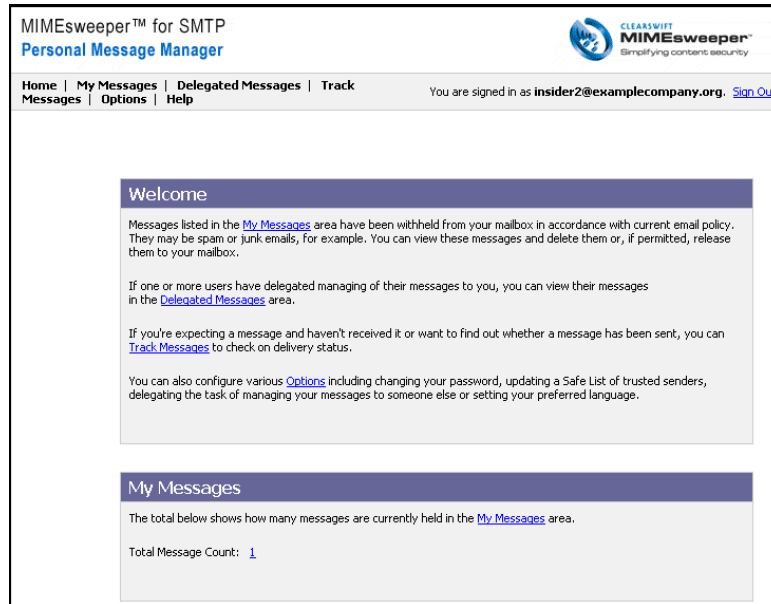 MIMEsweeper™ for SMTP
Personal Message Manager
CLEARSWIFT
MIMEsweeper™
Simplifying content security
Home | My Messages | Delegated Messages | Track
Messages | Options | Help
You are signed in as insider2@examplecompany.org. Sign Ou
Welcome
Messages listed in the My Messages area have been withheld from your mailbox in accordance with current email policy.
They may be spam or junk emails, for example. You can view these messages and delete them or, if permitted, release
them to your mailbox.
If one or more users have delegated managing of their messages to you, you can view their messages
in the Delegated Messages area.
If you're expecting a message and haven't received it or want to find out whether a message has been sent, you can
Track Messages to check on delivery status.
You can also configure various Options including changing your password, updating a Safe List of trusted senders,
delegating the task of managing your messages to someone else or setting your preferred language.
My Messages
The total below shows how many messages are currently held in the My Messages area.
Total Message Count: 1